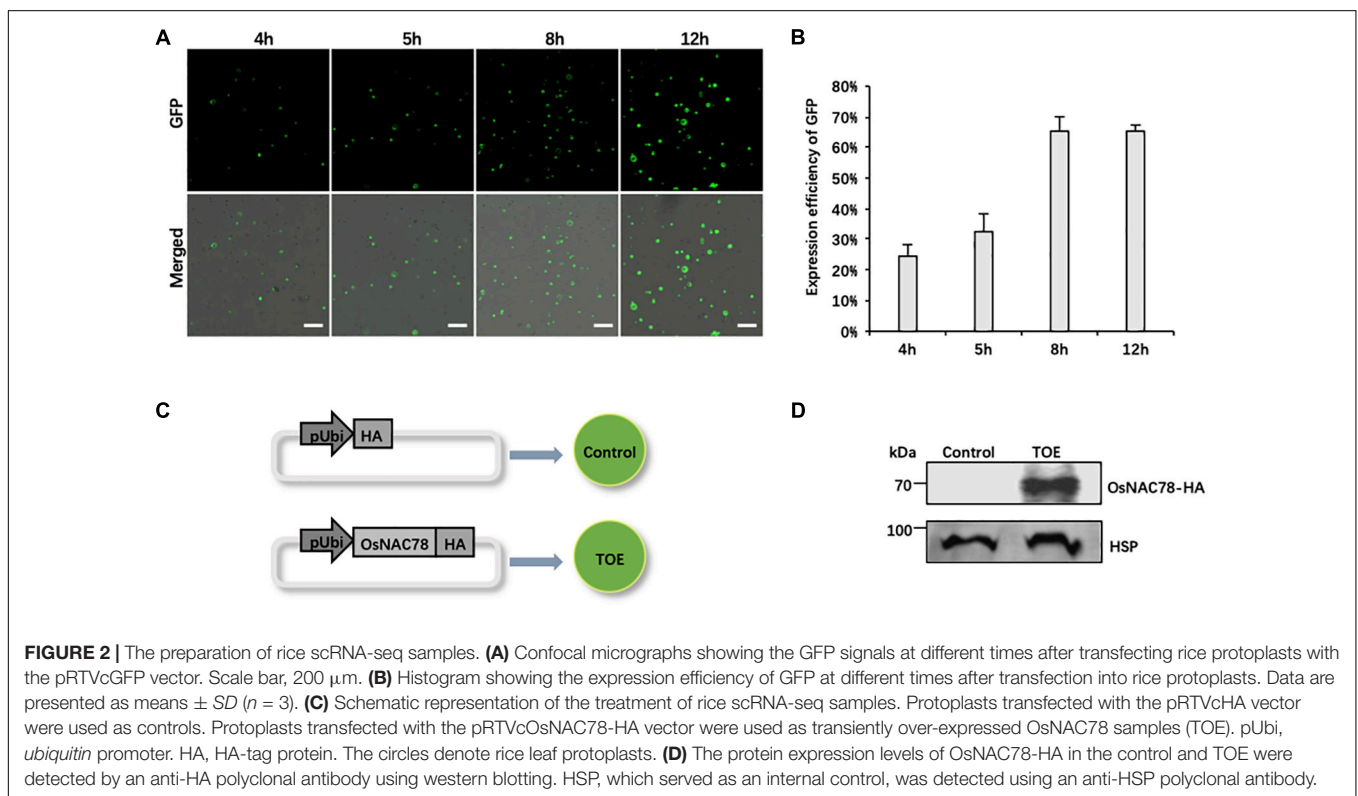 A
4h 5h 8h 12h
GFP
Merged
B
Expression efficiency of GFP
80%
70%
60%
50%
40%
30%
20%
10%
0%
4h 5h 8h 12h
C
pUbi HA Control
pUbi OsNAC78 HA TOE
D
kDa Control TOE
70 OsNAC78-HA
100
HSP
FIGURE 2 | The preparation of rice scRNA-seq samples. (A) Confocal micrographs showing the GFP signals at different times after transfecting rice protoplasts with
the pRTVcGFP vector. Scale bar, 200 μm. (B) Histogram showing the expression efficiency of GFP at different times after transfection into rice protoplasts. Data are
presented as means ± SD (n = 3). (C) Schematic representation of the treatment of rice scRNA-seq samples. Protoplasts transfected with the pRTVcHA vector
were used as controls. Protoplasts transfected with the pRTVcOsNAC78-HA vector were used as transiently over-expressed OsNAC78 samples (TOE). pUbi,
ubiquitin promoter. HA, HA-tag protein. The circles denote rice leaf protoplasts. (D) The protein expression levels of OsNAC78-HA in the control and TOE were
detected by an anti-HA polyclonal antibody using western blotting. HSP, which served as an internal control, was detected using an anti-HSP polyclonal antibody.